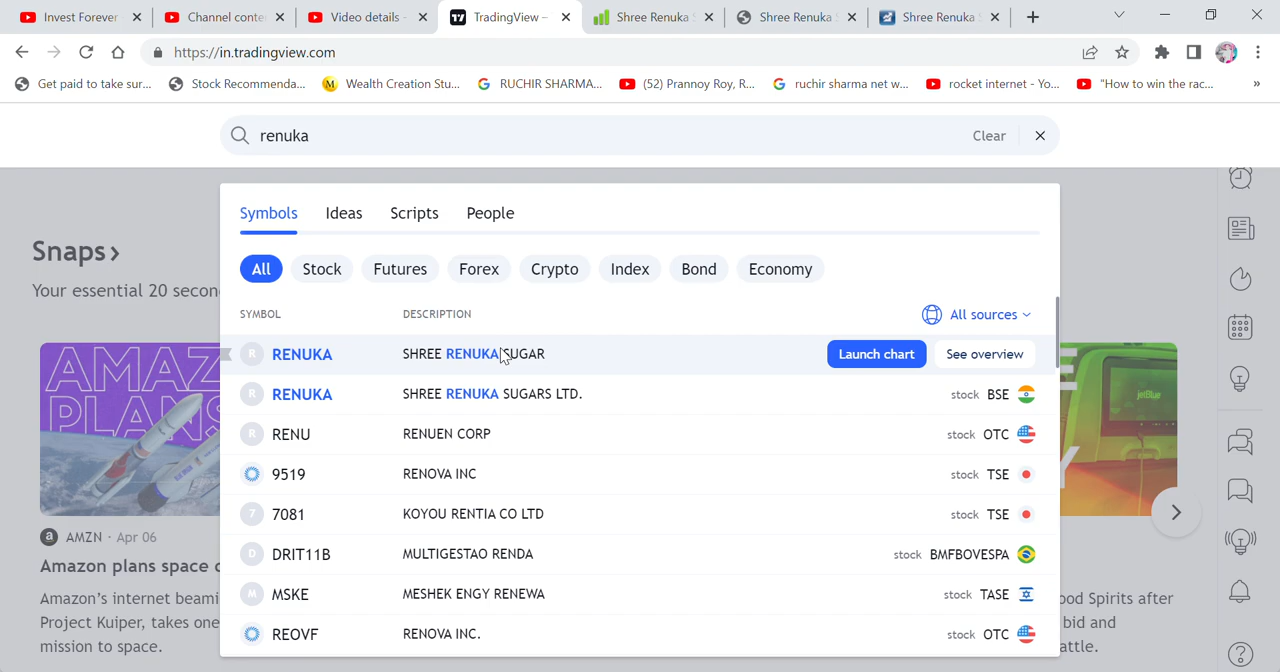 Invest Forever
Channel conte
Video details -
TradingView –
Shree Renuka S
Shree Renuka
Shree Renuka
https://in.tradingview.com
Get paid to take sur...
Stock Recommenda...
Wealth Creation Stu...
RUCHIR SHARMA...
(52) Prannoy Roy, R...
ruchir sharma net w...
rocket internet - Yo...
"How to win the rac...
»
renuka
Clear
Symbols Ideas Scripts People
All Stock Futures Forex Crypto Index Bond Economy
SYMBOL DESCRIPTION All sources
R RENUKA SHREE RENUKA SUGAR Launch chart See overview
R RENUKA SHREE RENUKA SUGARS LTD. stock BSE
R RENU RENUEN CORP stock OTC
9519 RENOVA INC stock TSE
7 7081 KOYOU RENTIA CO LTD stock TSE
D DRIT11B MULTIGESTAO RENDA stock BMFBOVESPA
M MSKE MESHEK ENGY RENEWA stock TASE
REOVF RENOVA INC. stock OTC
Snaps ›
Your essential 20 secon
AMAZ
PLANS
jetBlue
AMZN · Apr 06
Amazon plans space
Amazon's internet beami
Project Kuiper, takes one
mission to space.
Spirits after
bid and